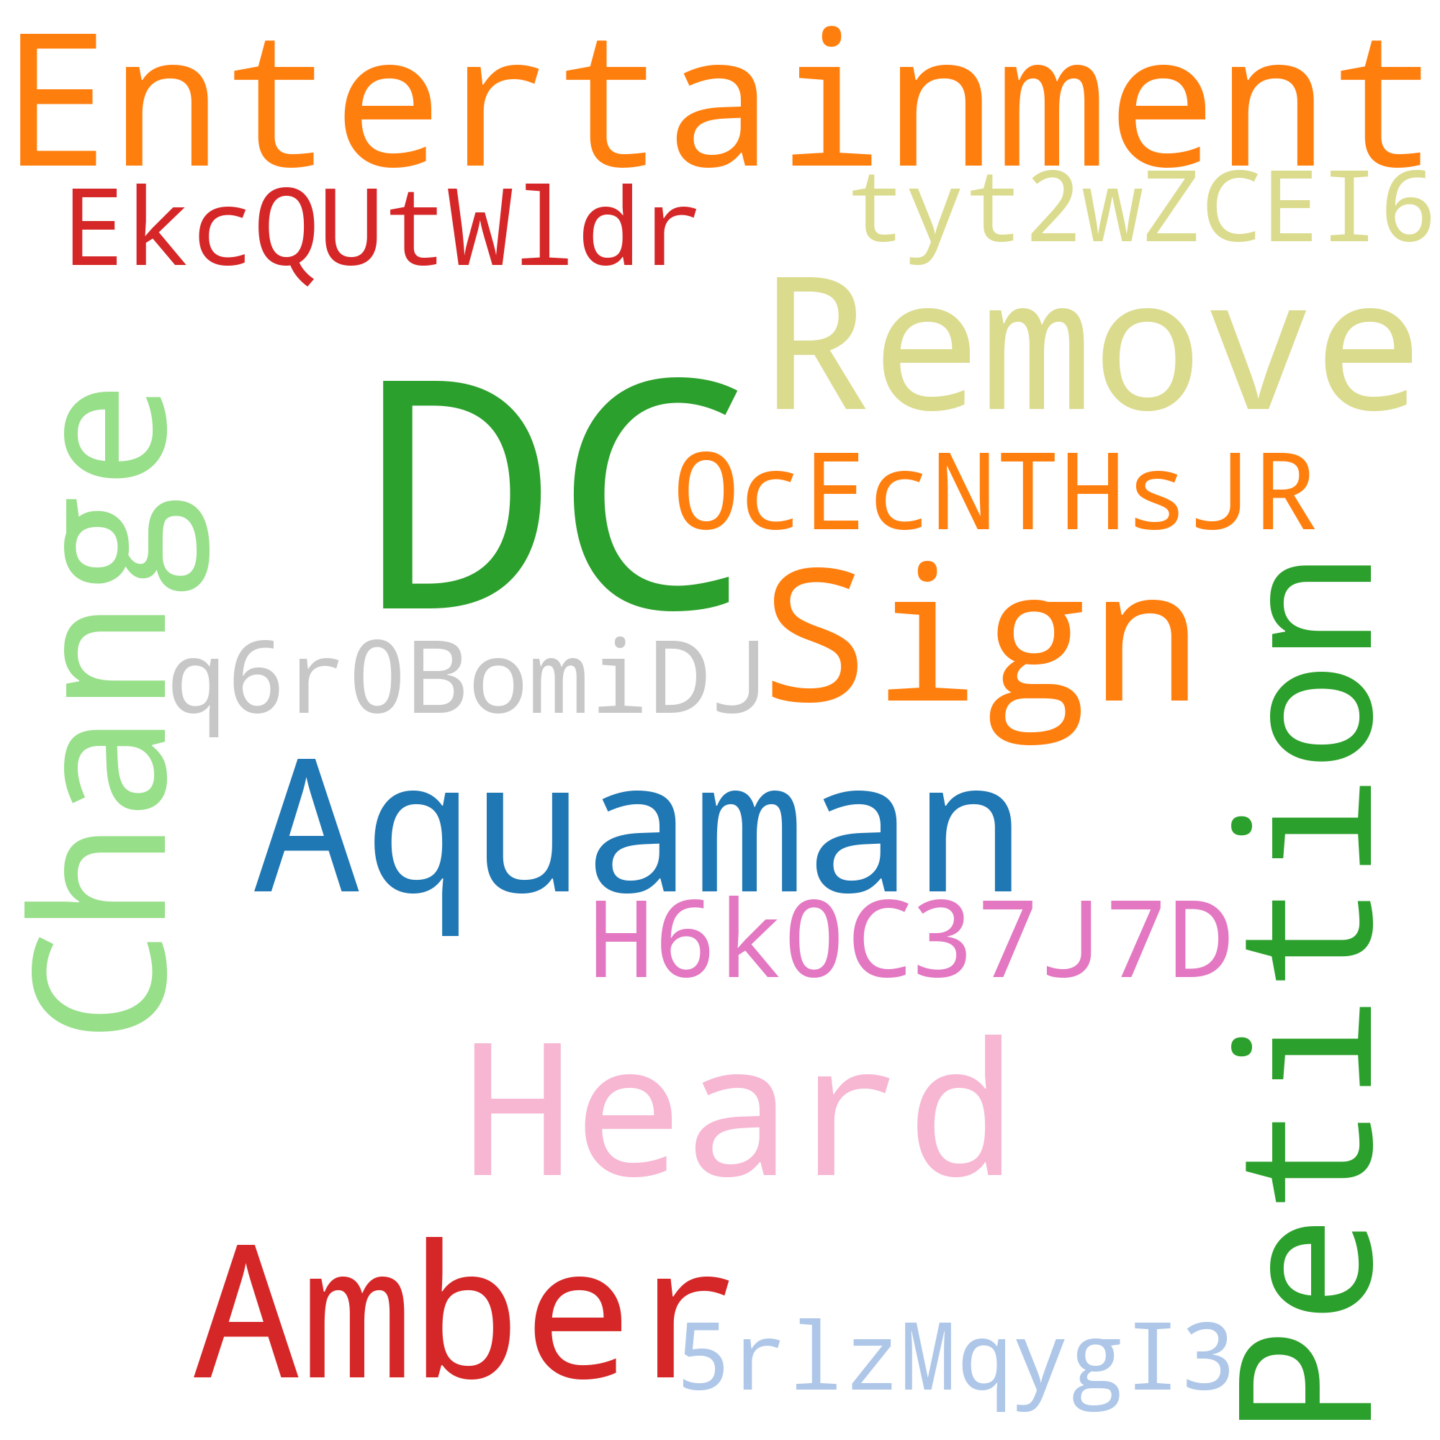 Entertainment
EkcQUtWldr
tyt2wZCEI6
Remove
DC
Change
OcEcNTHsJR
Sign
Petition
q6r0BomiDJ
Aquaman
H6k0C37J7D
Heard
Amber
5rlzMqygI3